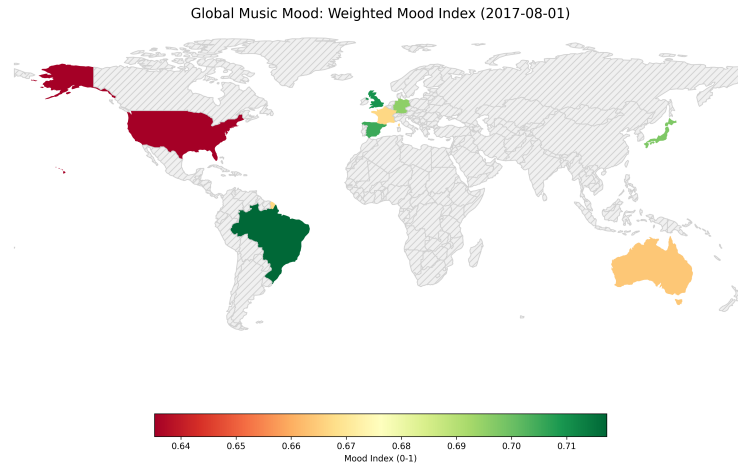 Global Music Mood: Weighted Mood Index (2017-08-01)
0.64 0.65 0.66 0.67 0.68 0.69 0.70 0.71
Mood Index (0-1)